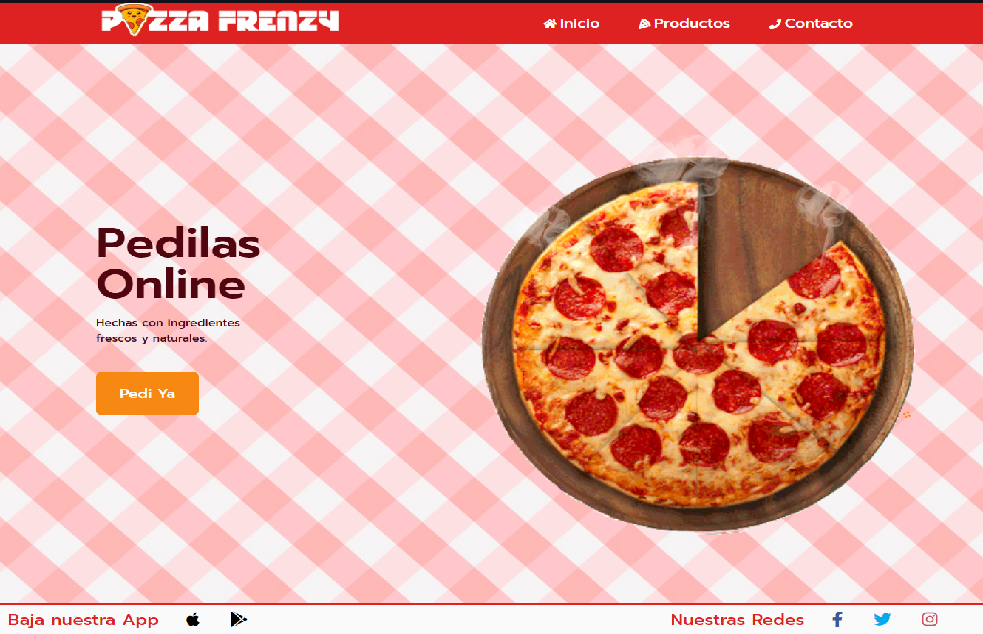 PIZZA FRENZY
Inicio
Productos
Contacto
Pedilas
Online
Hechas con ingredientes
frescos y naturales.
Pedi Ya
Baja nuestra App
Nuestras Redes